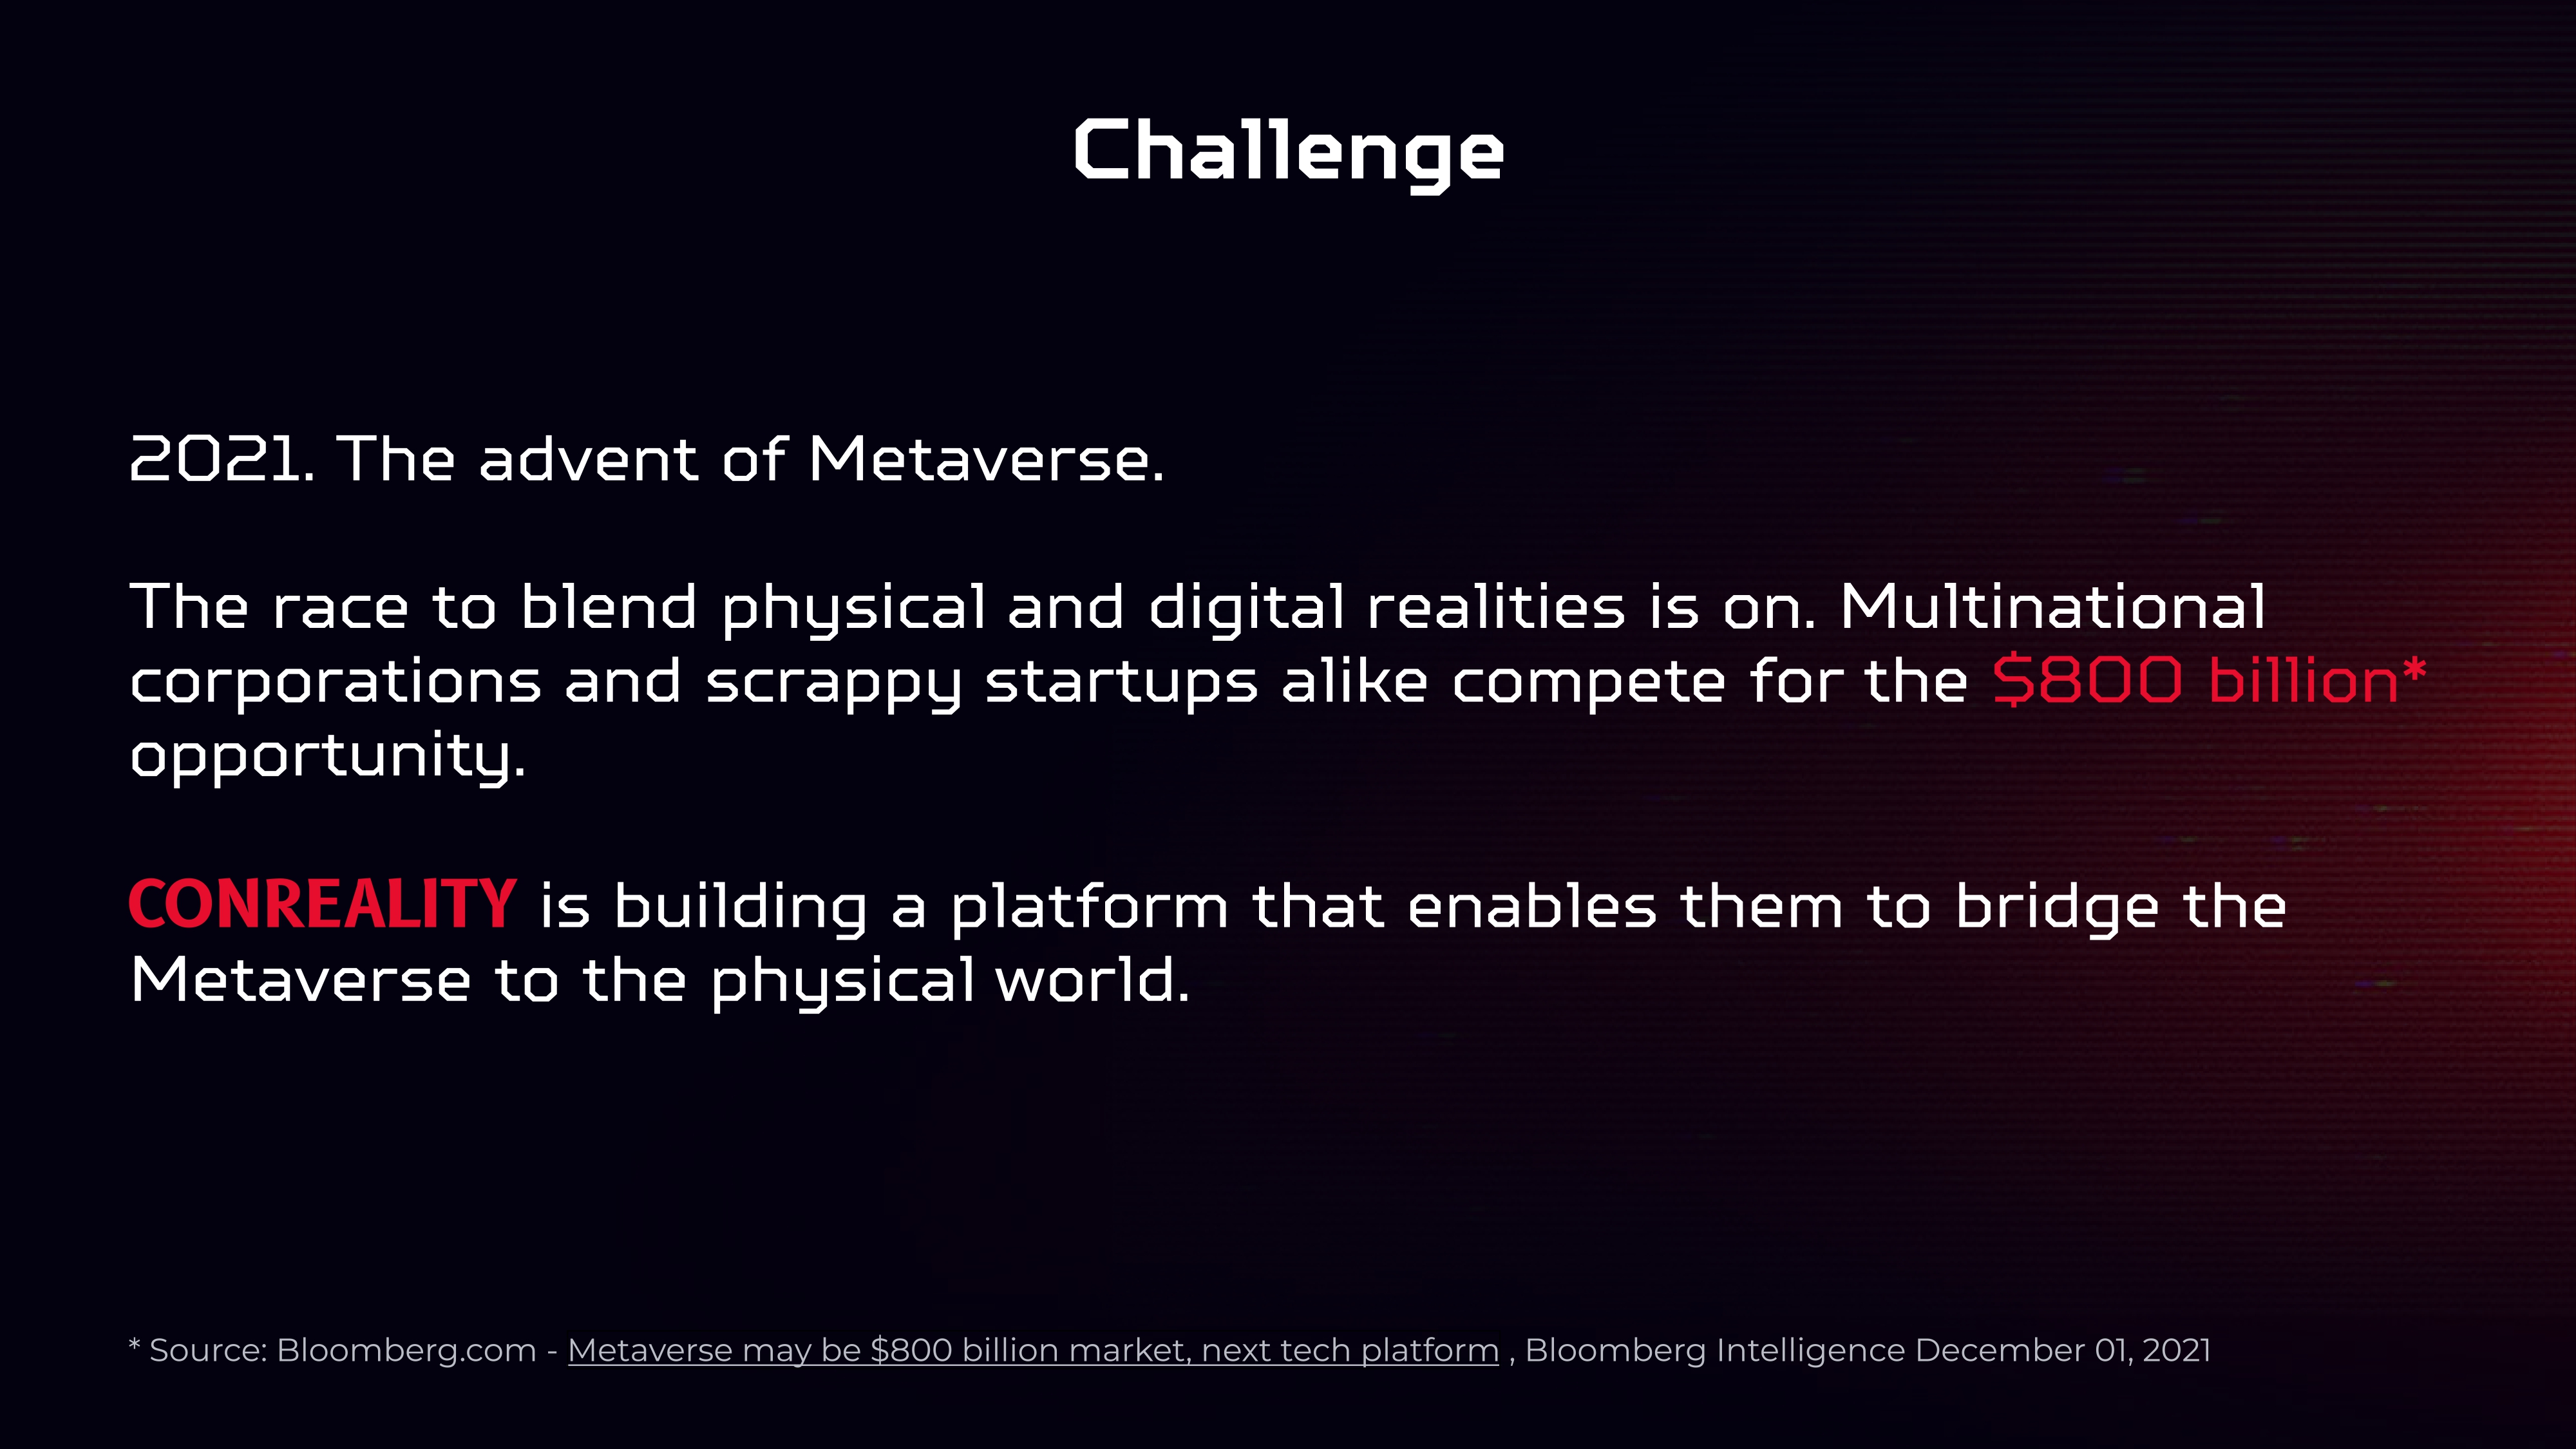 Challenge
2021. The advent of Metaverse.
The race to blend physical and digital realities is on. Multinational
corporations and scrappy startups alike compete for the $800 billion*
opportunity.
CONREALITY is building a platform that enables them to bridge the
Metaverse to the physical world.
* Source: Bloomberg.com - Metaverse may be $800 billion market, next tech platform , Bloomberg Intelligence December 01, 2021